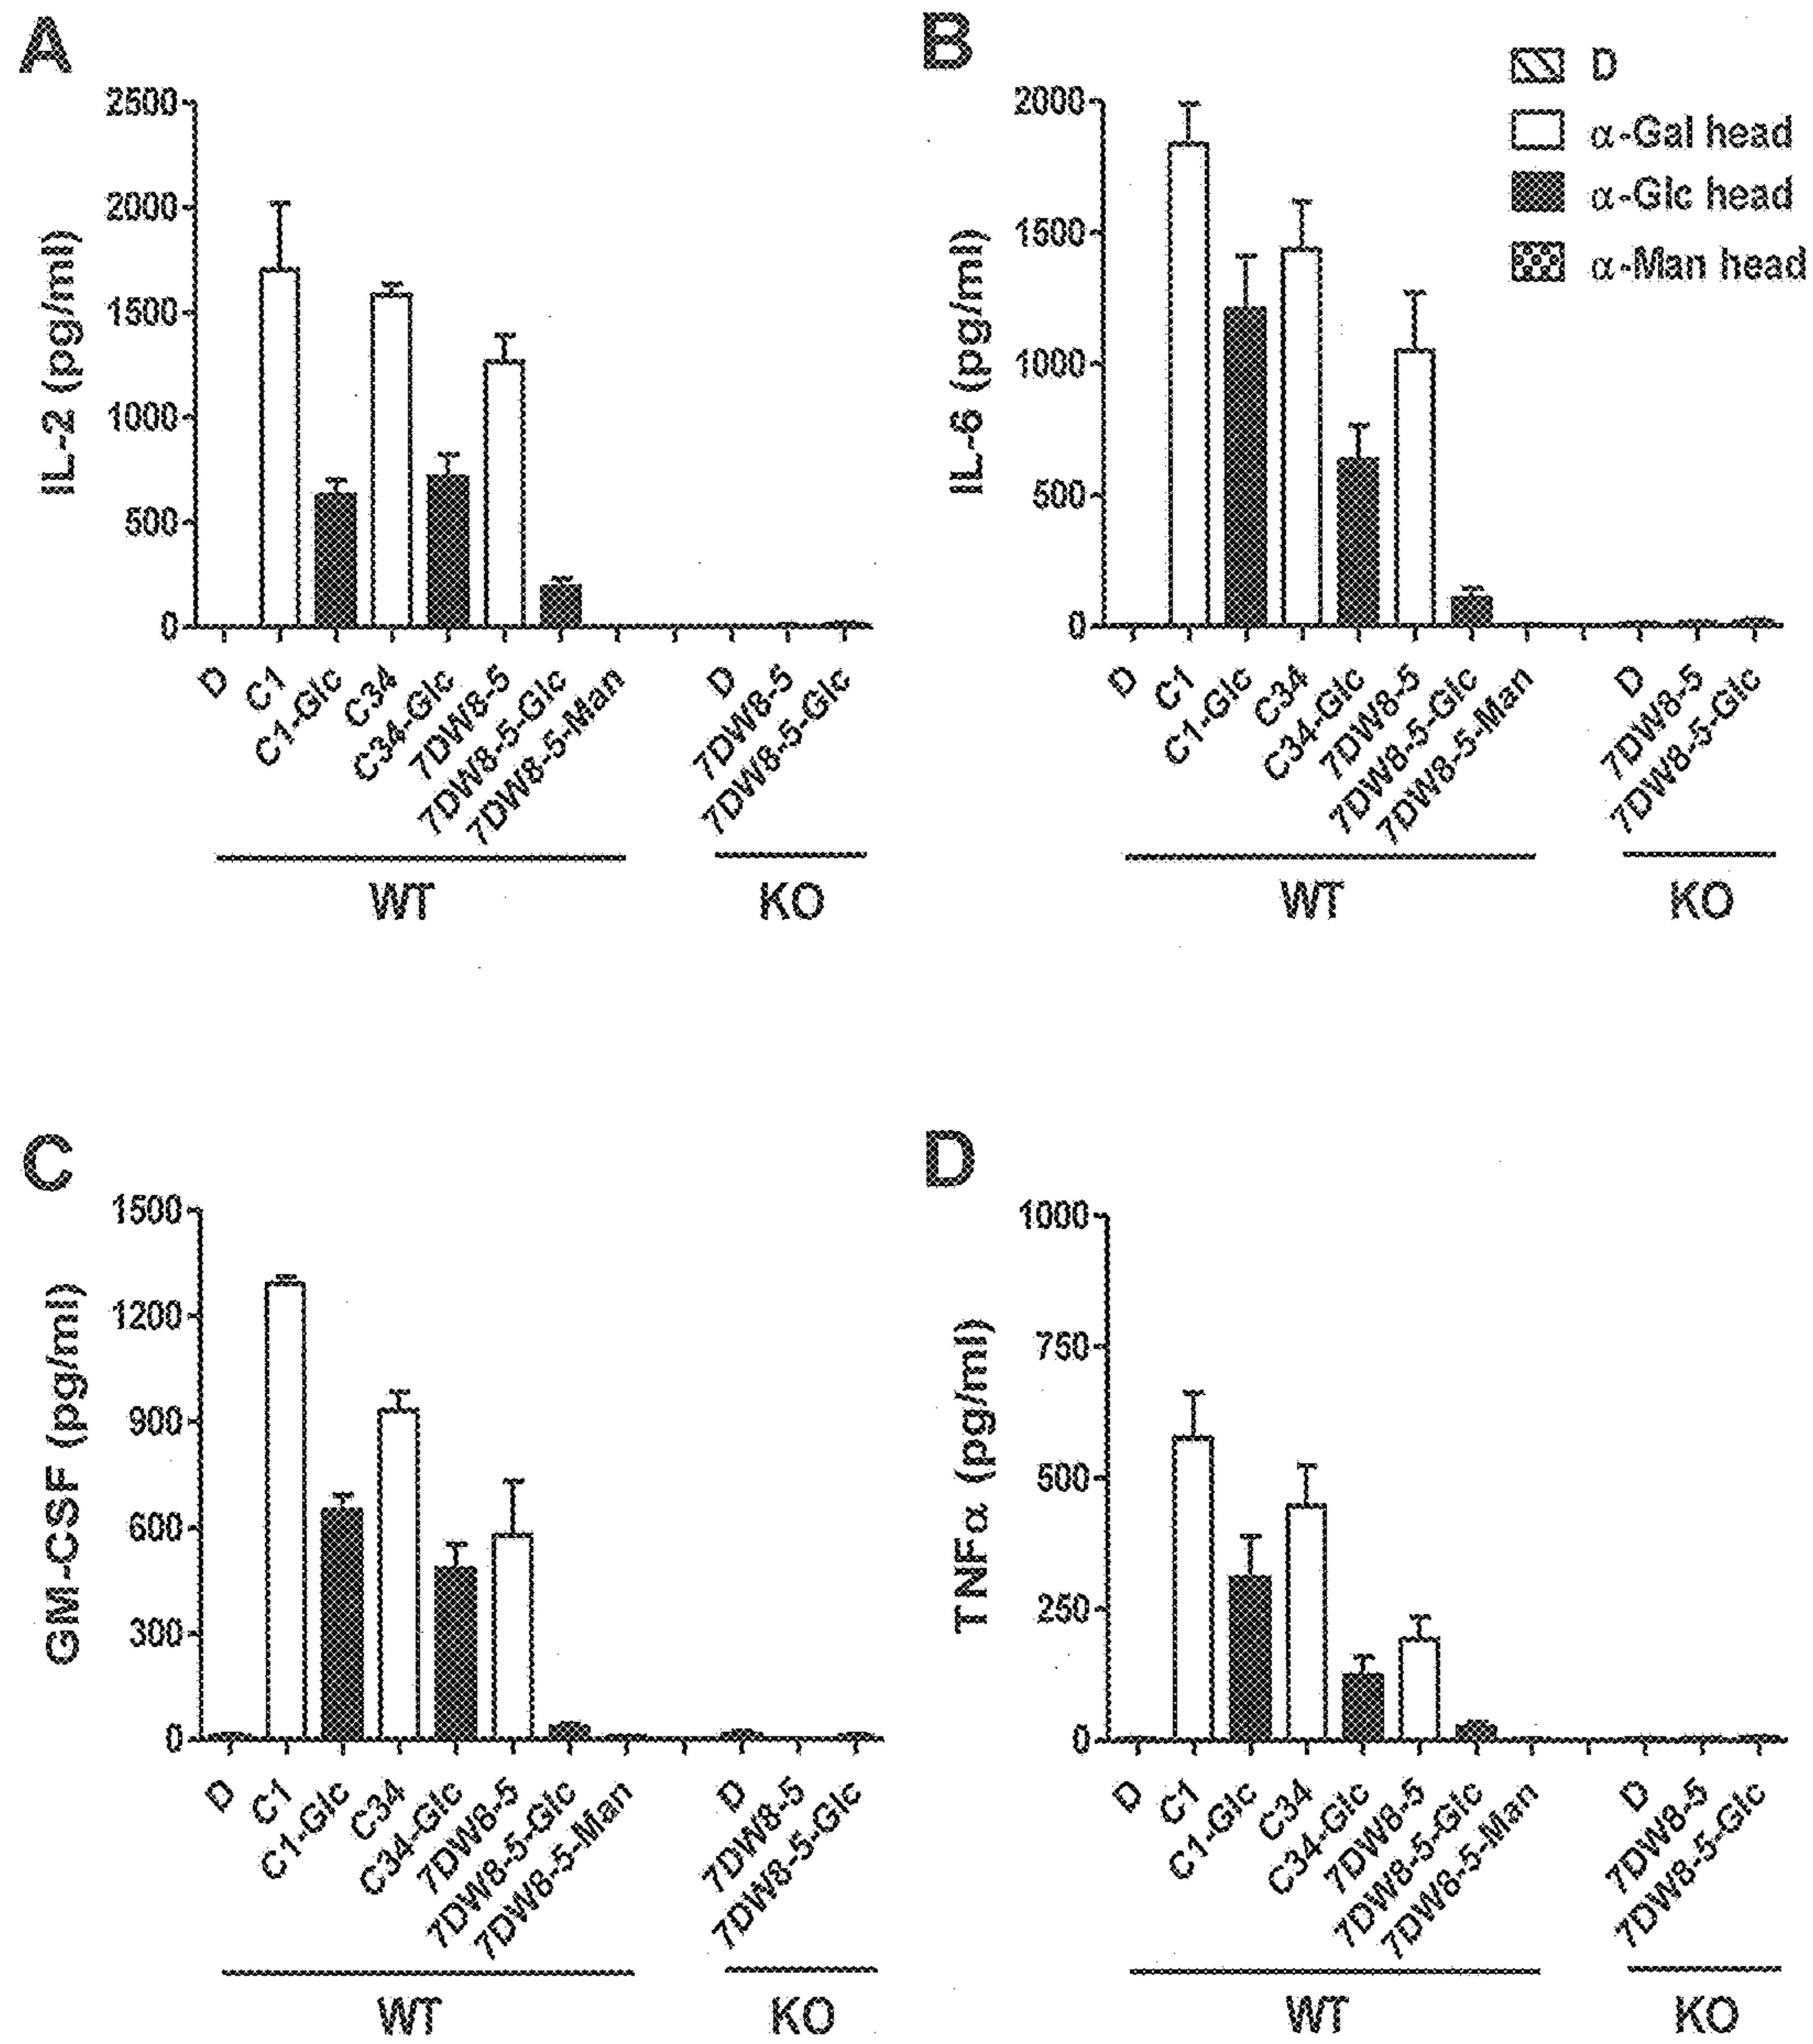 A
IL-2 (pg/ml)
2500
2000
1500
1000
500
0
D
C1
C1-Glc
C34
C34-Glc
7DW8-5
7DW8-5-Glc
7DW8-5-Man
D
7DW8-5
7DW8-5-Glc
WT
KO
B
D
α-Gal head
α-Glc head
α-Man head
IL-6 (pg/ml)
2000
1500
1000
500
0
D
C1
C1-Glc
C34
C34-Glc
7DW8-5
7DW8-5-Glc
7DW8-5-Man
D
7DW8-5
7DW8-5-Glc
WT
KO
C
GM-CSF (pg/ml)
1500
1200
900
600
300
0
D
C1
C1-Glc
C34
C34-Glc
7DW8-5
7DW8-5-Glc
7DW8-5-Man
D
7DW8-5
7DW8-5-Glc
WT
KO
D
TNFα (pg/ml)
1000
750
500
250
0
D
C1
C1-Glc
C34
C34-Glc
7DW8-5
7DW8-5-Glc
7DW8-5-Man
D
7DW8-5
7DW8-5-Glc
WT
KO